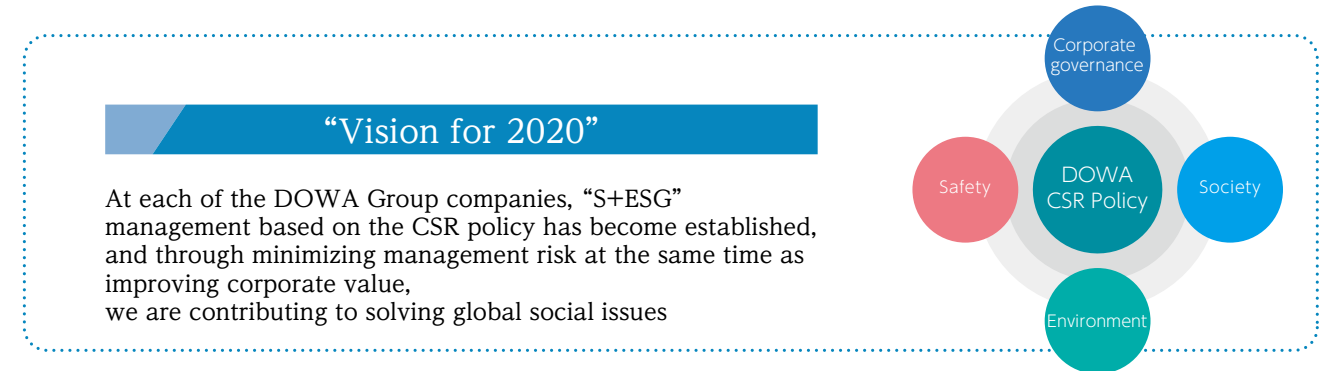 “Vision for 2020”
At each of the DOWA Group companies, “S+ESG”
management based on the CSR policy has become established,
and through minimizing management risk at the same time as
improving corporate value,
we are contributing to solving global social issues
Corporate
governance
Safety
DOWA
CSR Policy
Society
Environment